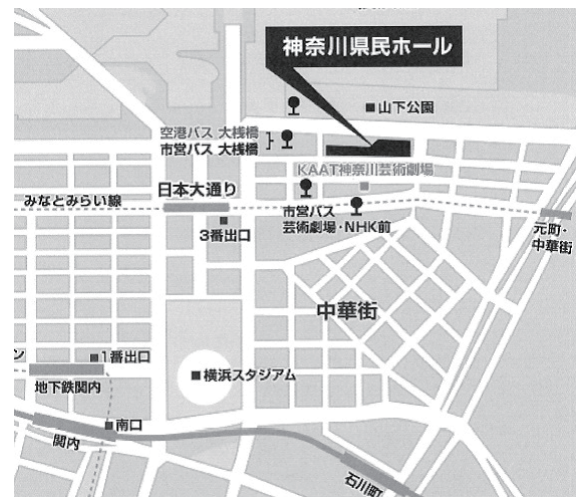 神奈川県民ホール
山下公園
空港バス 大桟橋
市営バス 大桟橋
KAAT神奈川芸術劇場
日本大通り
みなとみらい線
市営バス
芸術劇場・NHK前
3番出口
元町・
中華街
中華街
ン
1番出口
横浜スタジアム
地下鉄関内
南口
関内
石川町